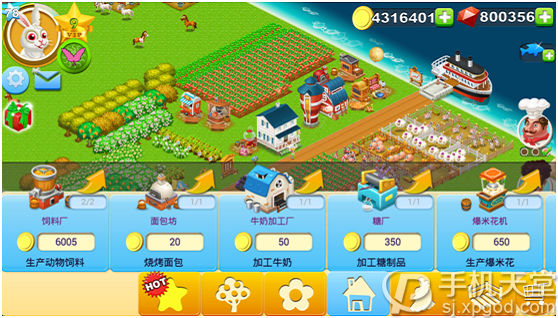 78
?
VIP
4316401
800356
2/2
1/1
1/1
1/1
1/1
饲料厂
面包坊
牛奶加工厂
糖厂
爆米花机
6005
20
50
350
650
生产动物饲料
烧烤面包
加工牛奶
加工糖制品
生产爆米花
HOT
手机天堂
sj.xpgod.com